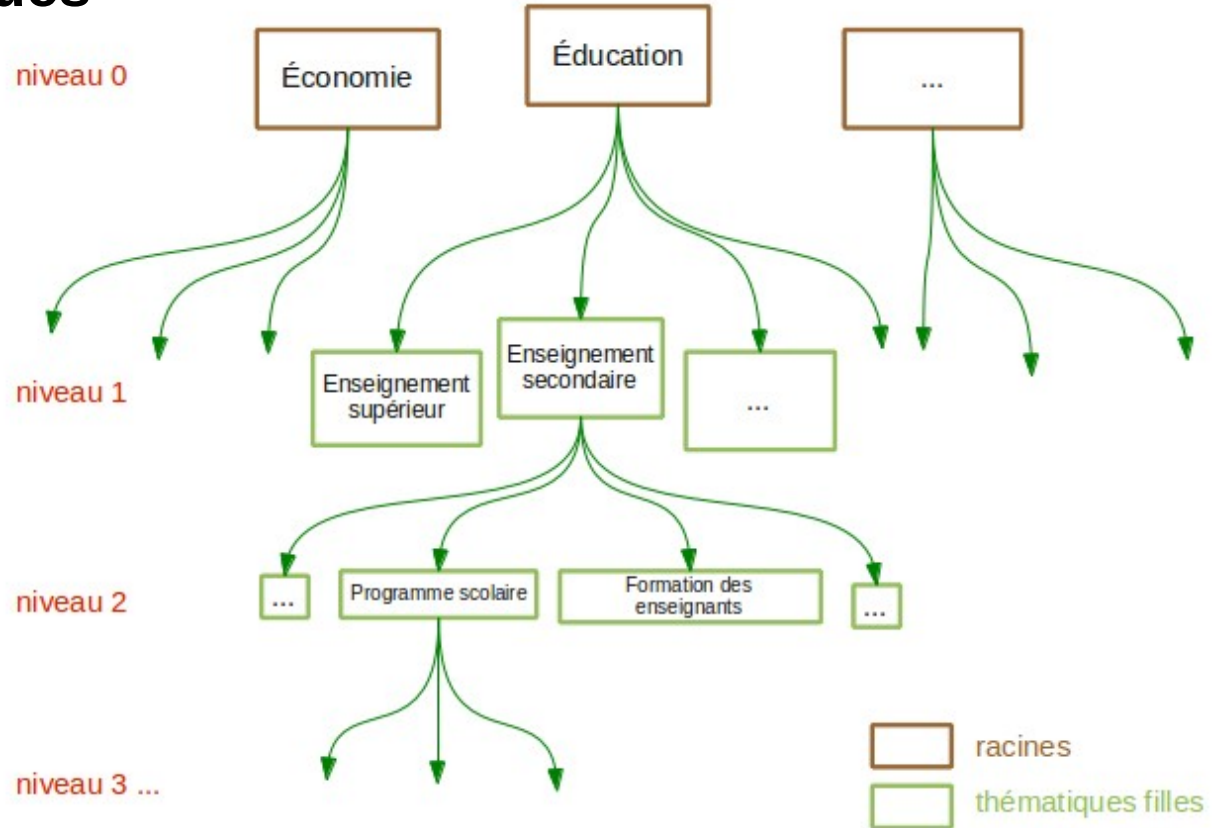 niveau 0
Économie
Éducation
...
niveau 1
Enseignement
supérieur
Enseignement
secondaire
...
niveau 2
...
Programme scolaire
Formation des
enseignants
...
niveau 3 ...
racines
thématiques filles